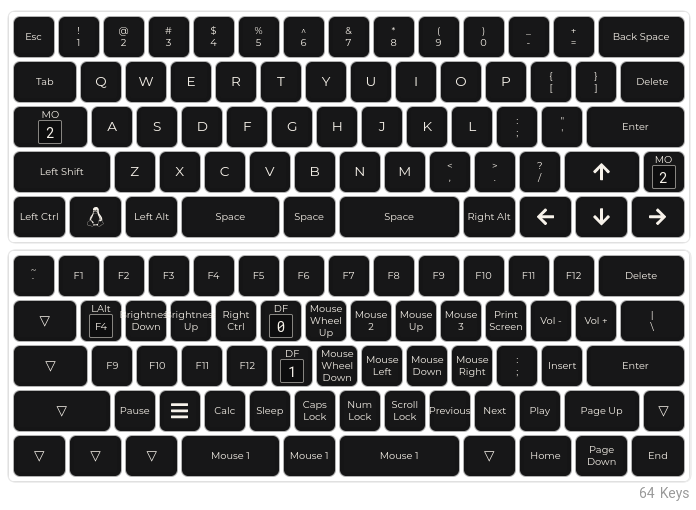 Esc ! 1 @ 2 # 3 $ 4 % 5 ^ 6 & 7 * 8 ( 9 ) 0 _ - + = Back Space
Tab Q W E R T Y U I O P { [ } ] Delete
MO 2 A S D F G H J K L : ; " ' Enter
Left Shift Z X C V B N M < , > . ? / ↑ MO 2
Left Ctrl Left Alt Space Space Space Right Alt ← ↓ →
~ F1 F2 F3 F4 F5 F6 F7 F8 F9 F10 F11 F12 Delete
▽ LAlt F4 Brightness Down Brightness Up Right Ctrl DF 0 Mouse Wheel Up Mouse 2 Mouse Up Mouse 3 Print Screen Vol - Vol + | \
▽ F9 F10 F11 F12 DF 1 Mouse Wheel Down Mouse Left Mouse Down Mouse Right : ; Insert Enter
▽ Pause ☰ Calc Sleep Caps Lock Num Lock Scroll Lock Previous Next Play Page Up ▽
▽ ▽ ▽ Mouse 1 Mouse 1 Mouse 1 ▽ Home Page Down End
64 Keys